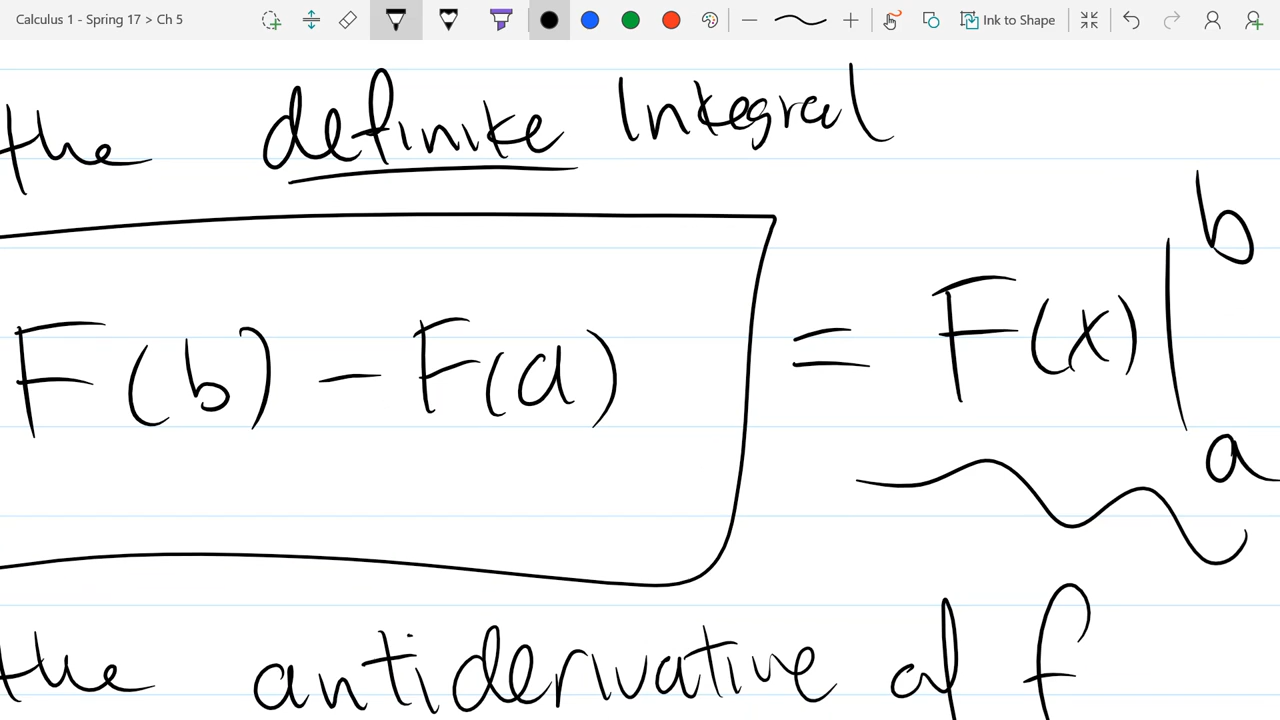 Calculus 1 - Spring 17 > Ch 5
Ink to Shape
the definite Integral
F(b) - F(a) = F(x)|
b
a
the antiderivative of f